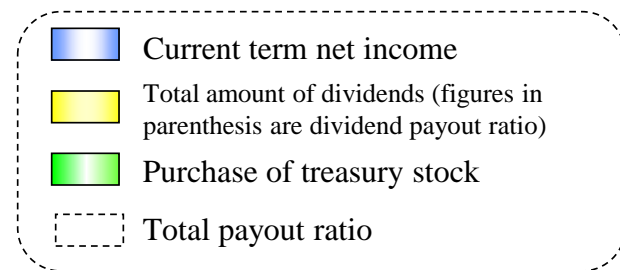 Current term net income
Total amount of dividends (figures in
parenthesis are dividend payout ratio)
Purchase of treasury stock
Total payout ratio